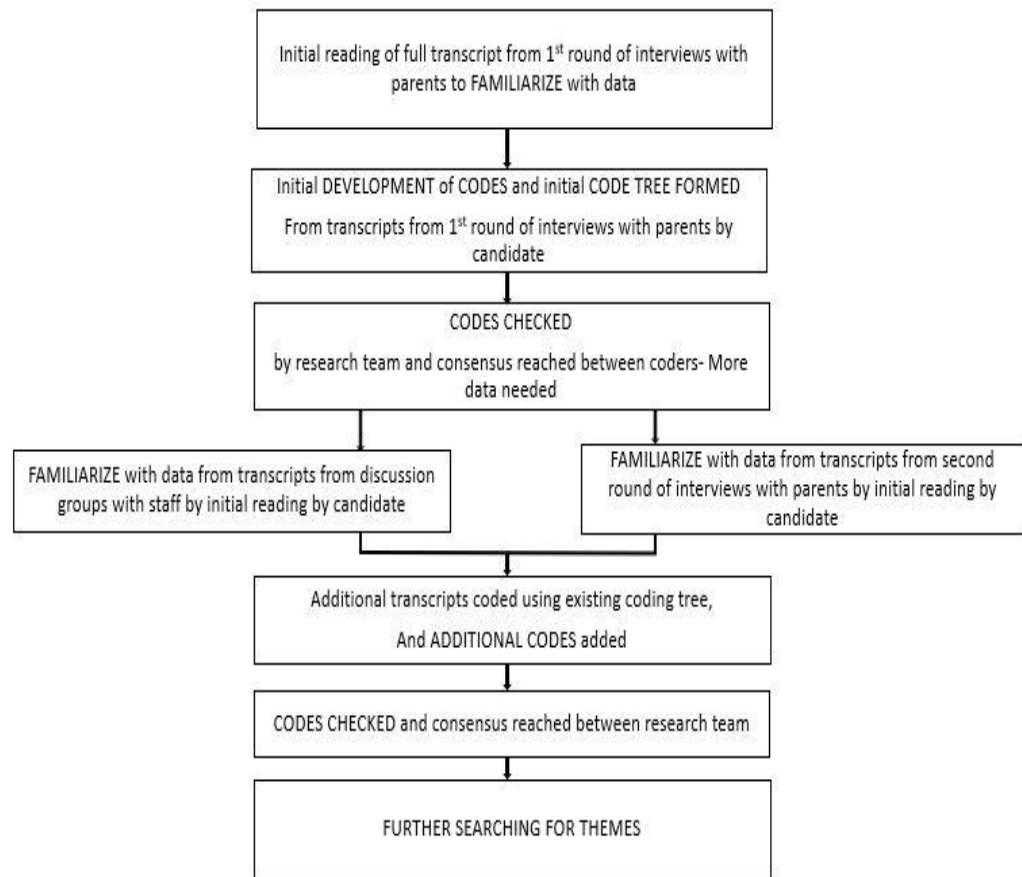 Initial reading of full transcript from 1st round of interviews with
parents to FAMILIARIZE with data
Initial DEVELOPMENT of CODES and initial CODE TREE FORMED
From transcripts from 1st round of interviews with parents by
candidate
CODES CHECKED
by research team and consensus reached between coders- More
data needed
FAMILIARIZE with data from transcripts from discussion
groups with staff by initial reading by candidate
FAMILIARIZE with data from transcripts from second
round of interviews with parents by initial reading by
candidate
Additional transcripts coded using existing coding tree,
And ADDITIONAL CODES added
CODES CHECKED and consensus reached between research team
FURTHER SEARCHING FOR THEMES